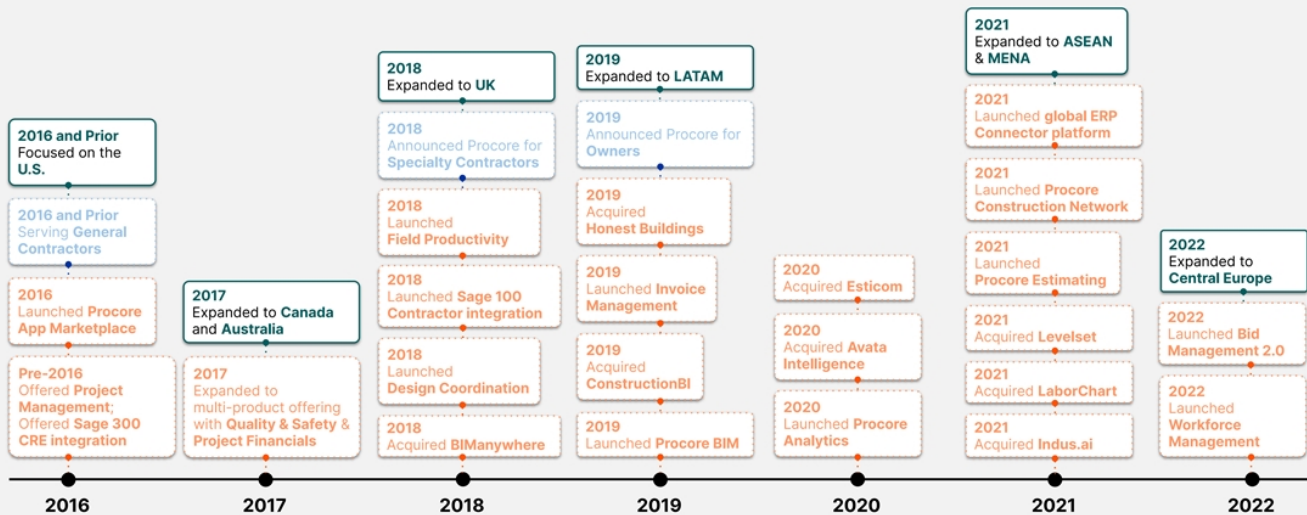 2016 and Prior
Focused on the
U.S.
2016 and Prior
Serving General
Contractors
2016
Launched Procore
App Marketplace
Pre-2016
Offered Project
Management;
Offered Sage 300
CRE integration
2017
Expanded to Canada
and Australia
2017
Expanded to
multi-product offering
with Quality & Safety &
Project Financials
2018
Expanded to UK
2018
Announced Procore for
Specialty Contractors
2018
Launched
Field Productivity
2018
Launched Sage 100
Contractor integration
2018
Launched
Design Coordination
2018
Acquired BIManywhere
2019
Expanded to LATAM
2019
Announced Procore for
Owners
2019
Acquired
Honest Buildings
2019
Launched Invoice
Management
2019
Acquired
ConstructionBI
2019
Launched Procore BIM
2020
Acquired Esticom
2020
Acquired Avata
Intelligence
2020
Launched Procore
Analytics
2021
Expanded to ASEAN
& MENA
2021
Launched global ERP
Connector platform
2021
Launched Procore
Construction Network
2021
Launched
Procore Estimating
2021
Acquired Levelset
2021
Acquired LaborChart
2021
Acquired Indus.ai
2022
Expanded to
Central Europe
2022
Launched Bid
Management 2.0
2022
Launched
Workforce
Management
2016
2017
2018
2019
2020
2021
2022